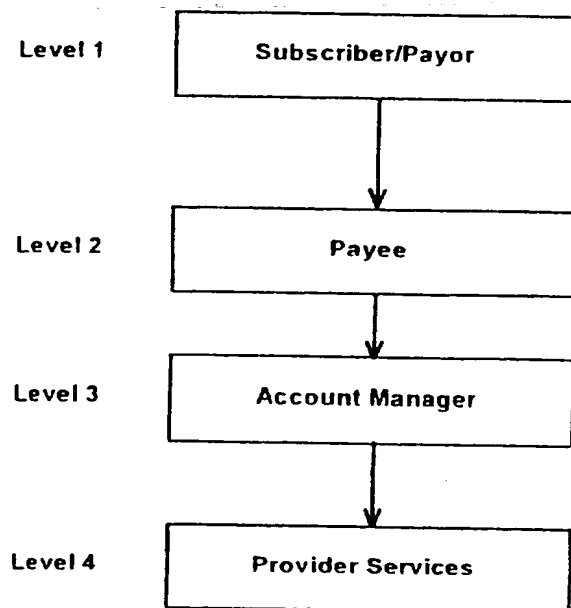 Level 1 Subscriber/Payor
Level 2 Payee
Level 3 Account Manager
Level 4 Provider Services